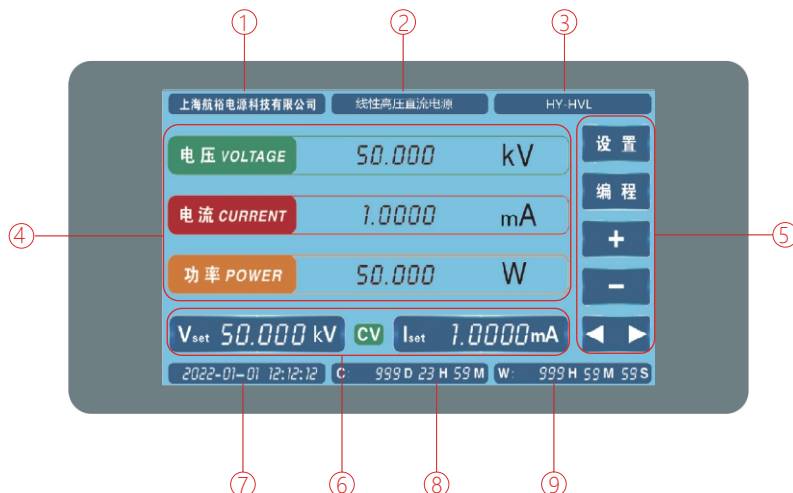 ① ② ③
上海航裕电源科技有限公司 线性高压直流电源 HY-HVL
电压 VOLTAGE 50.000 kV 设置
编程
电流 CURRENT 1.0000 mA +
④ ⑤
功率 POWER 50.000 W −
Vset 50.000 kV CV Iset 1.0000mA ◀ ▶
2022-01-01 12:12:12 C: 999 D 23 H 59 M W: 999 H 59 M 59 S
⑦ ⑥ ⑧ ⑨